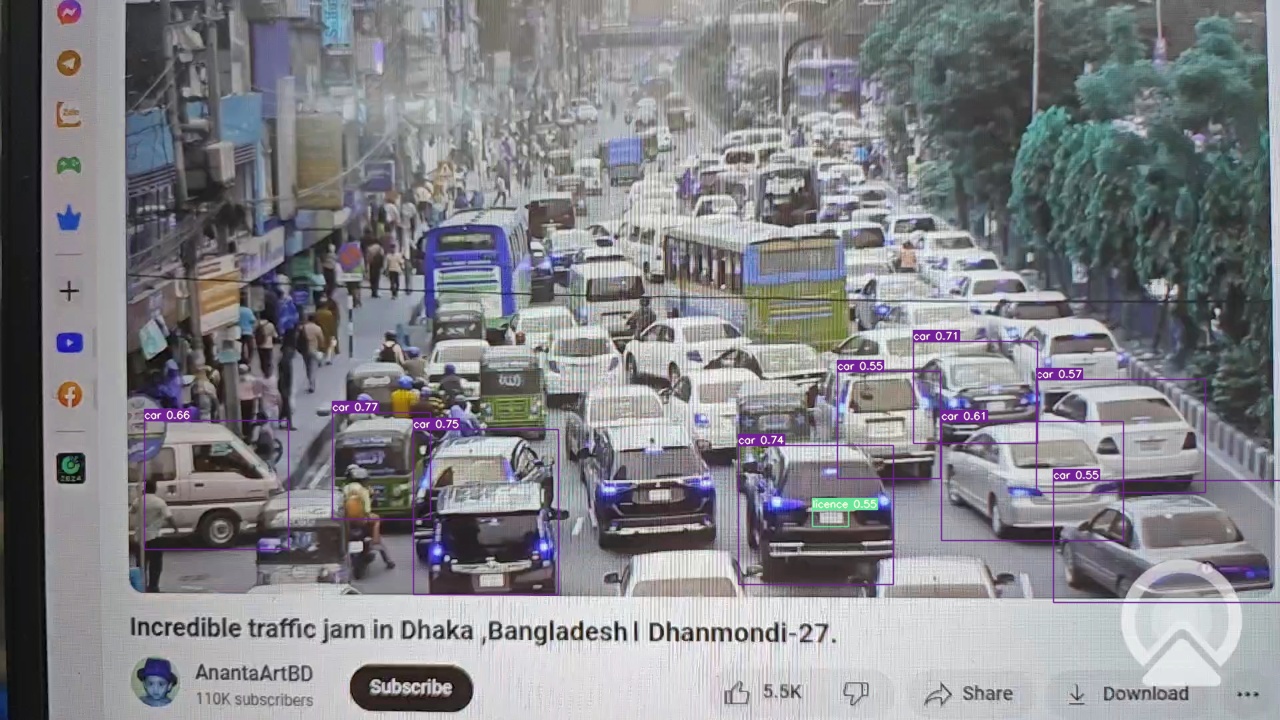 car 0.71
car 0.55
car 0.57
car 0.66
car 0.77
car 0.75
car 0.61
car 0.74
car 0.55
licence 0.55
Incredible traffic jam in Dhaka ,Bangladesh l Dhanmondi-27.
AnantaArtBD
110K subscribers
Subscribe
5.5K
Share
Download